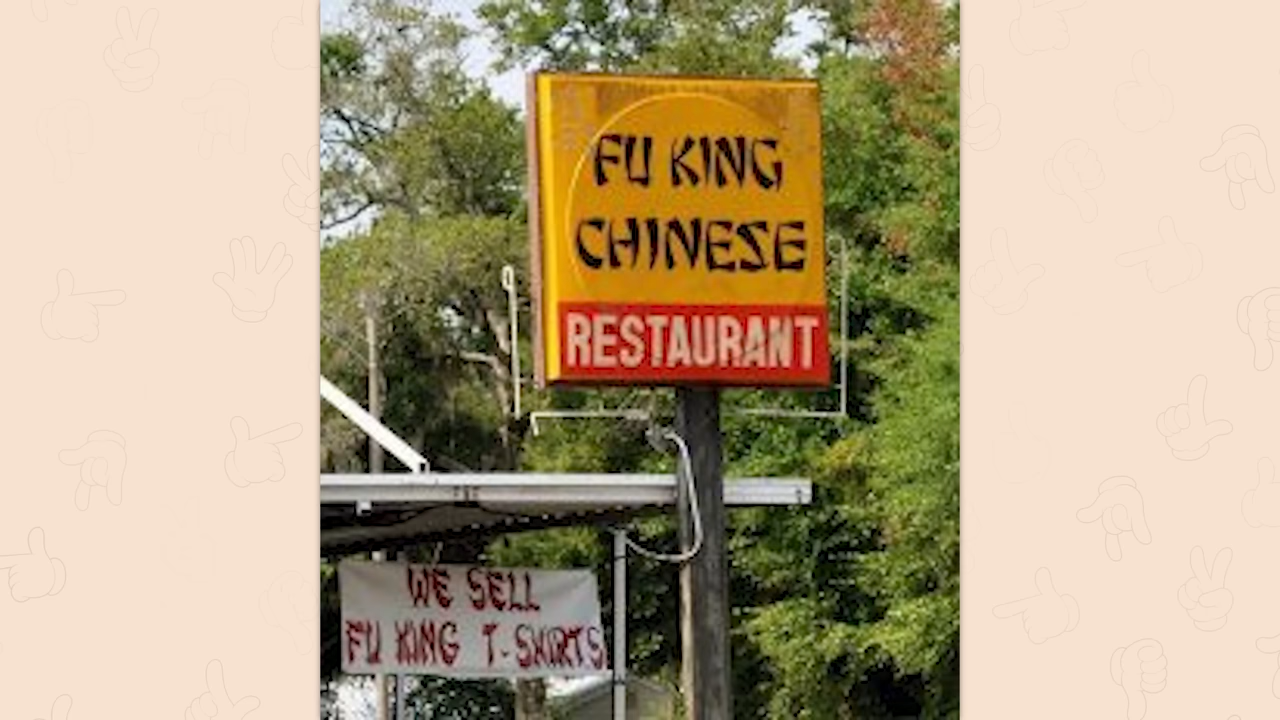 FU KING
CHINESE
RESTAURANT
WE SELL
FU KING T-SHIRTS